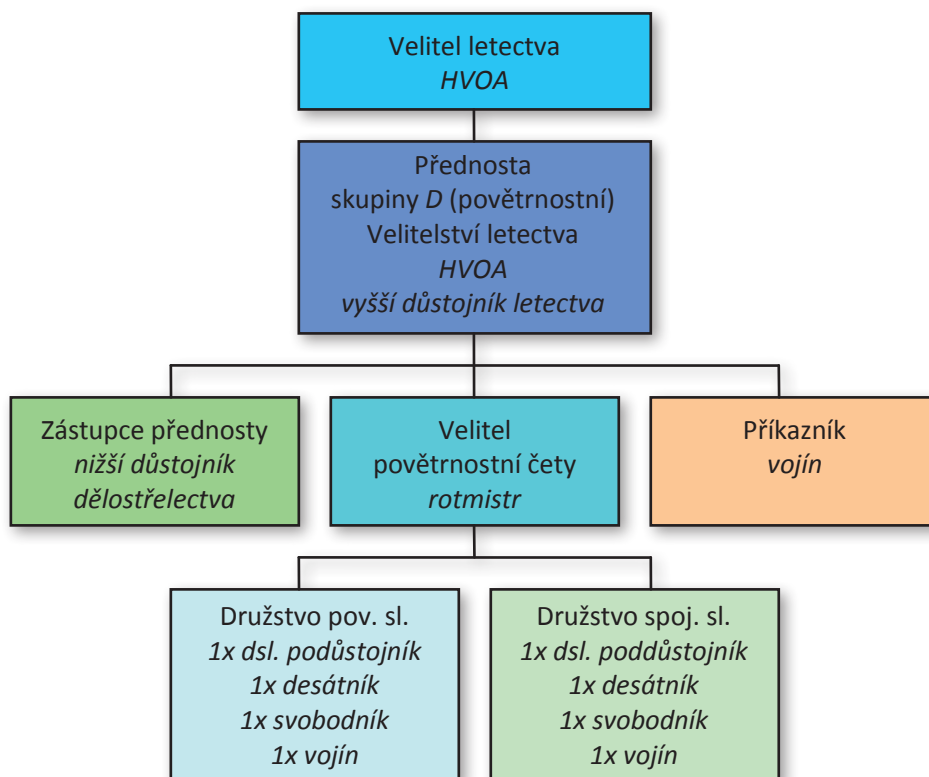 Velitel letectva
HVOA
Přednosta
skupiny D (povětrnostní)
Velitelství letectva
HVOA
vyšší důstojník letectva
Zástupce přednosty
nižší důstojník
dělostřelectva
Velitel
povětrnostní čety
rotmistr
Příkazník
vojín
Družstvo pov. sl.
1x dsl. podůstojník
1x desátník
1x svobodník
1x vojín
Družstvo spoj. sl.
1x dsl. poddůstojník
1x desátník
1x svobodník
1x vojín